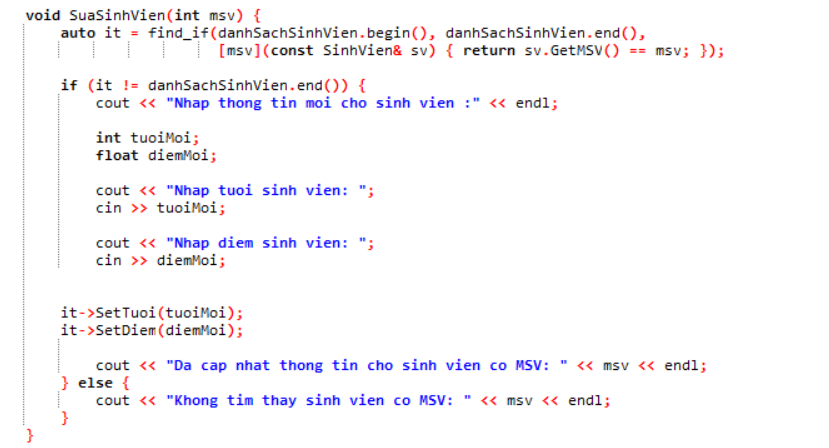 void SuaSinhVien(int msv) {
    auto it = find_if(danhSachSinhVien.begin(), danhSachSinhVien.end(),
                      [msv](const SinhVien& sv) { return sv.GetMSV() == msv; });

    if (it != danhSachSinhVien.end()) {
        cout << "Nhap thong tin moi cho sinh vien :" << endl;

        int tuoiMoi;
        float diemMoi;

        cout << "Nhap tuoi sinh vien: ";
        cin >> tuoiMoi;

        cout << "Nhap diem sinh vien: ";
        cin >> diemMoi;


    it->SetTuoi(tuoiMoi);
    it->SetDiem(diemMoi);

        cout << "Da cap nhat thong tin cho sinh vien co MSV: " << msv << endl;
    } else {
        cout << "Khong tim thay sinh vien co MSV: " << msv << endl;
    }
}